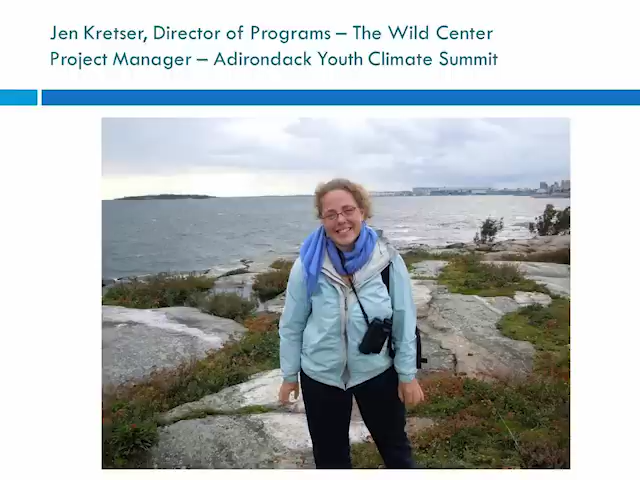 Jen Kretser, Director of Programs – The Wild Center
Project Manager – Adirondack Youth Climate Summit